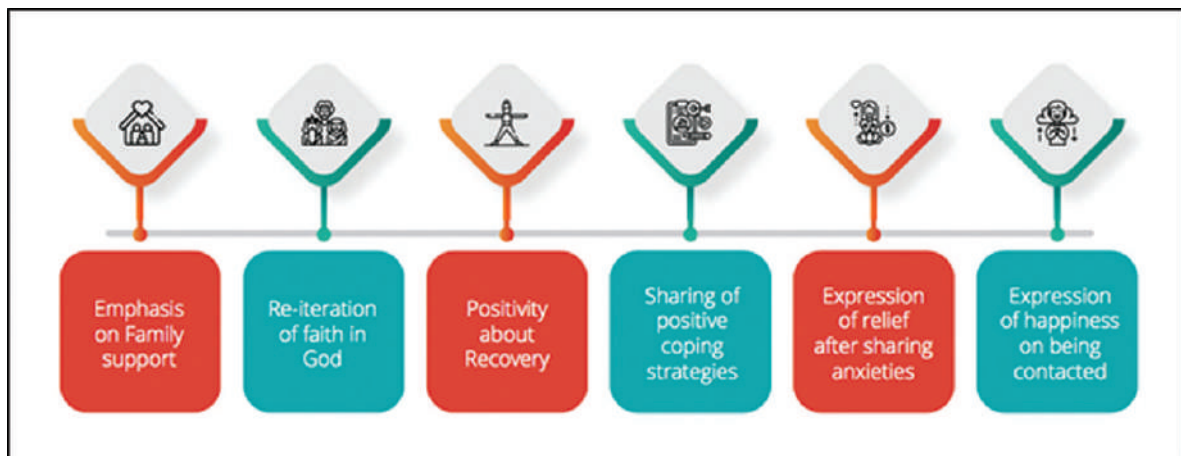 Emphasis
on Family
support
Re-iteration
of faith in
God
Positivity
about
Recovery
Sharing of
positive
coping
strategies
Expression
of relief
after sharing
anxieties
Expression
of happiness
on being
contacted